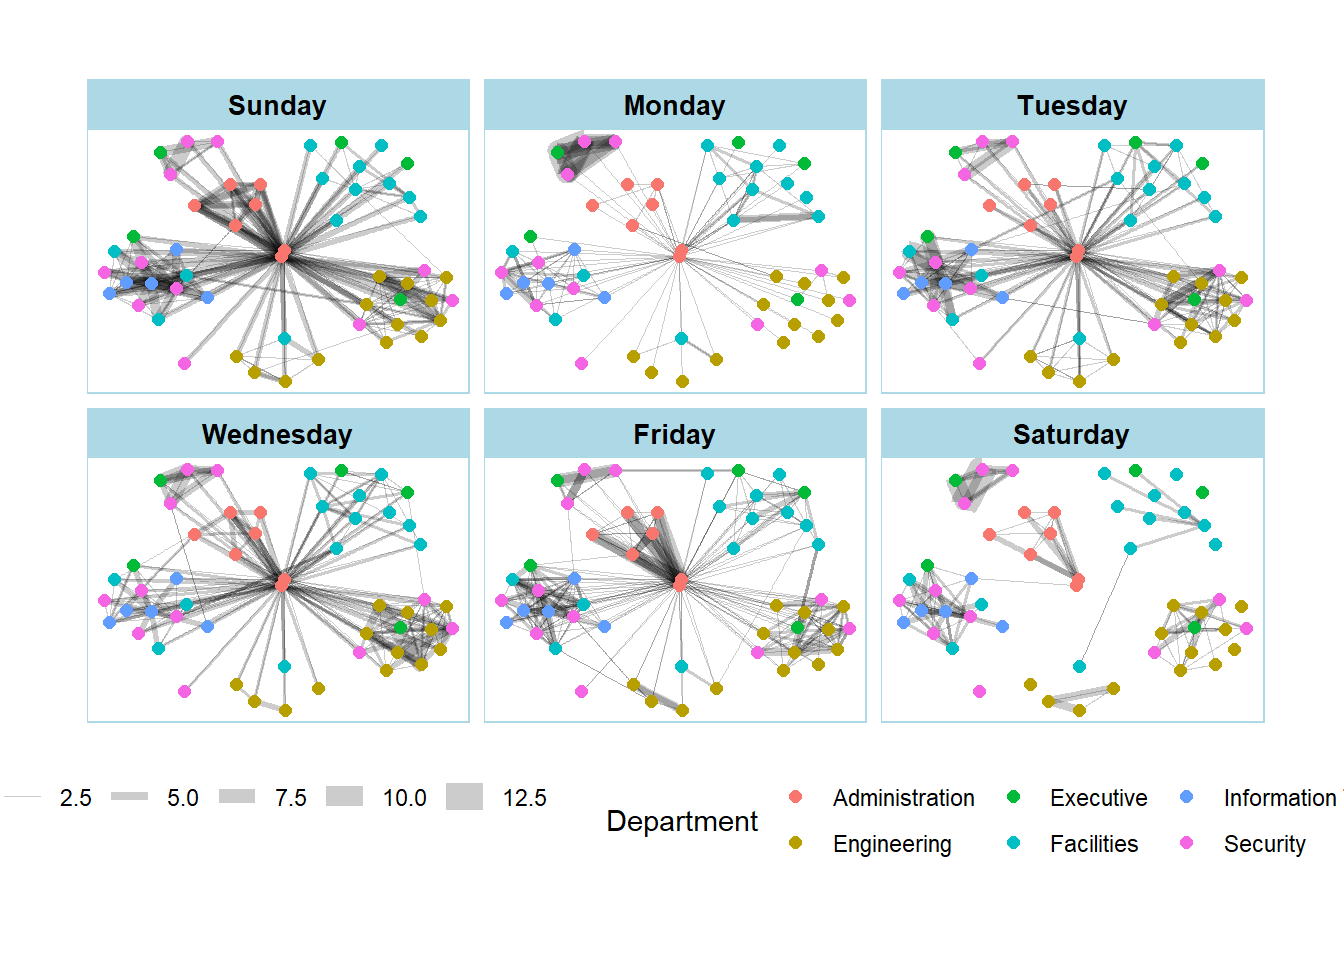 Sunday
Monday
Tuesday
Wednesday
Friday
Saturday
2.5 5.0 7.5 10.0 12.5
Department
Administration Executive Information
Engineering Facilities Security